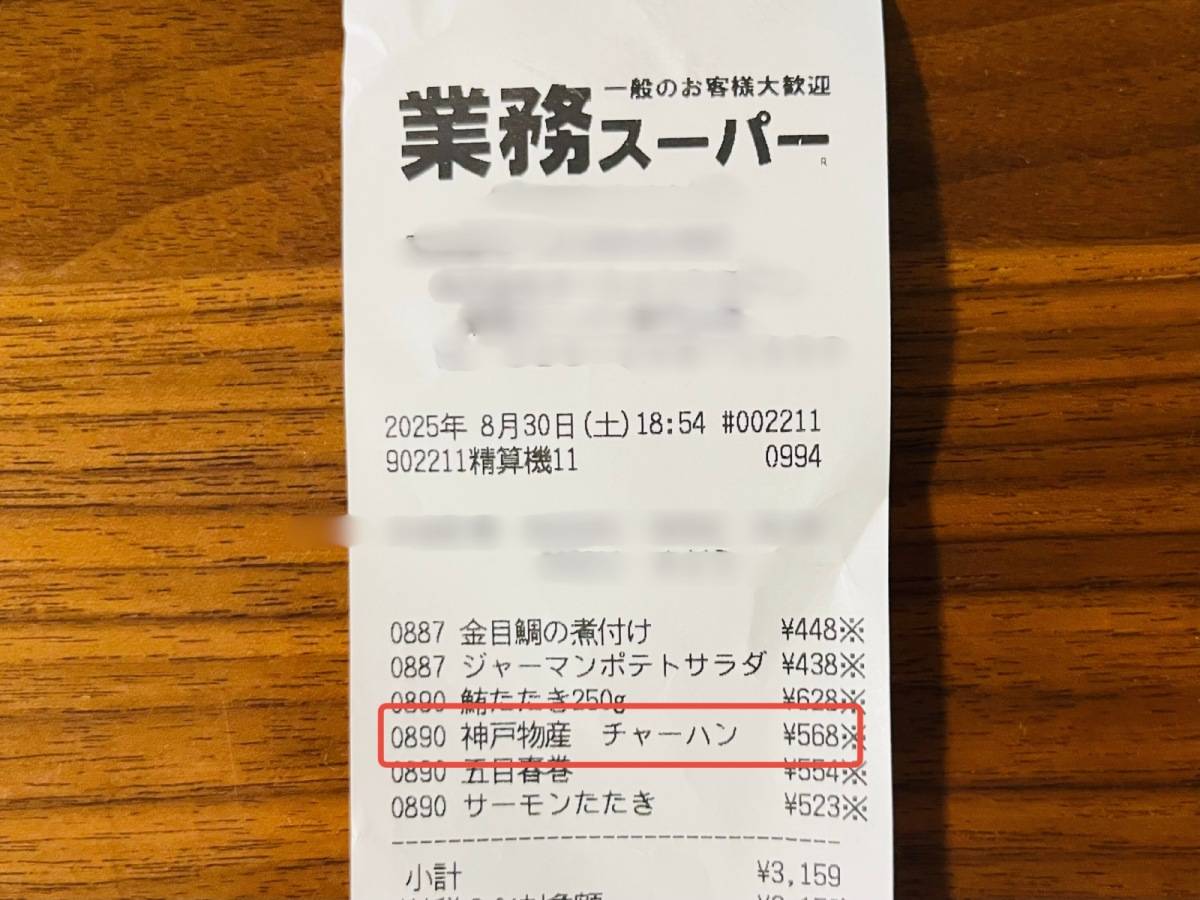 一般のお客様大歓迎
業務スーパー
R
2025年 8月30日(土)18:54 #002211
902211精算機11 0994
0887 金目鯛の煮付け ¥448※
0887 ジャーマンポテトサラダ ¥438※
0890 鮪たたき250g ¥628※
0890 神戸物産 チャーハン ¥568※
0890 五目春巻 ¥554※
0890 サーモンたたき ¥523※
小計 ¥3,159